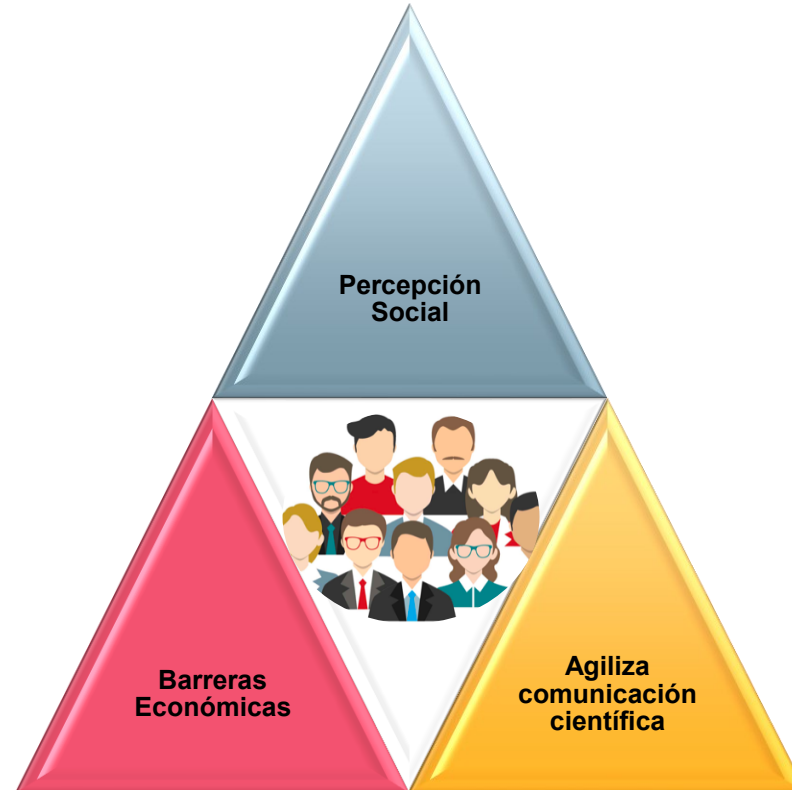 Percepción
Social
Barreras
Económicas
Agiliza
comunicación
científica